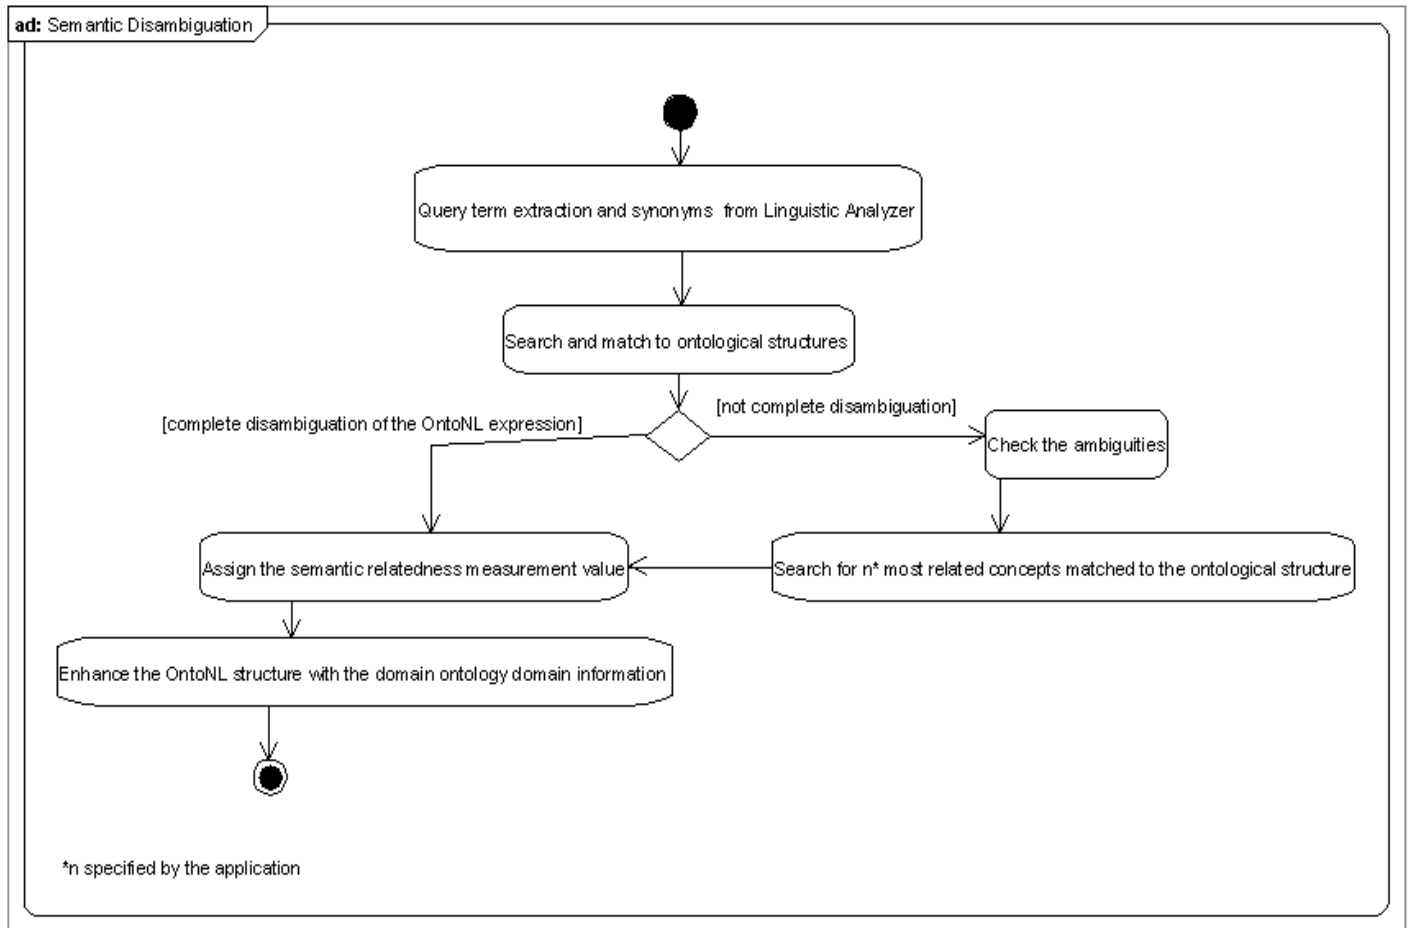 ad: Semantic Disambiguation
Query term extraction and synonyms from Linguistic Analyzer
Search and match to ontological structures
[complete disambiguation of the OntoNL expression]
[not complete disambiguation]
Check the ambiguities
Assign the semantic relatedness measurement value
Search for n* most related concepts matched to the ontological structure
Enhance the OntoNL structure with the domain ontology domain information
*n specified by the application